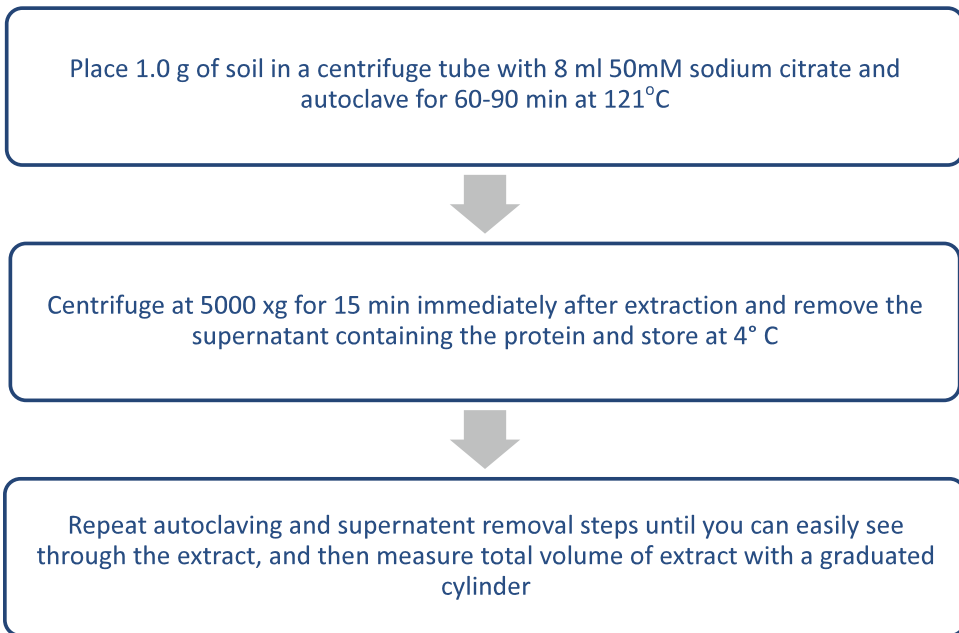 Place 1.0 g of soil in a centrifuge tube with 8 ml 50mM sodium citrate and
autoclave for 60-90 min at 121°C
Centrifuge at 5000 xg for 15 min immediately after extraction and remove the
supernatant containing the protein and store at 4° C
Repeat autoclaving and supernatent removal steps until you can easily see
through the extract, and then measure total volume of extract with a graduated
cylinder